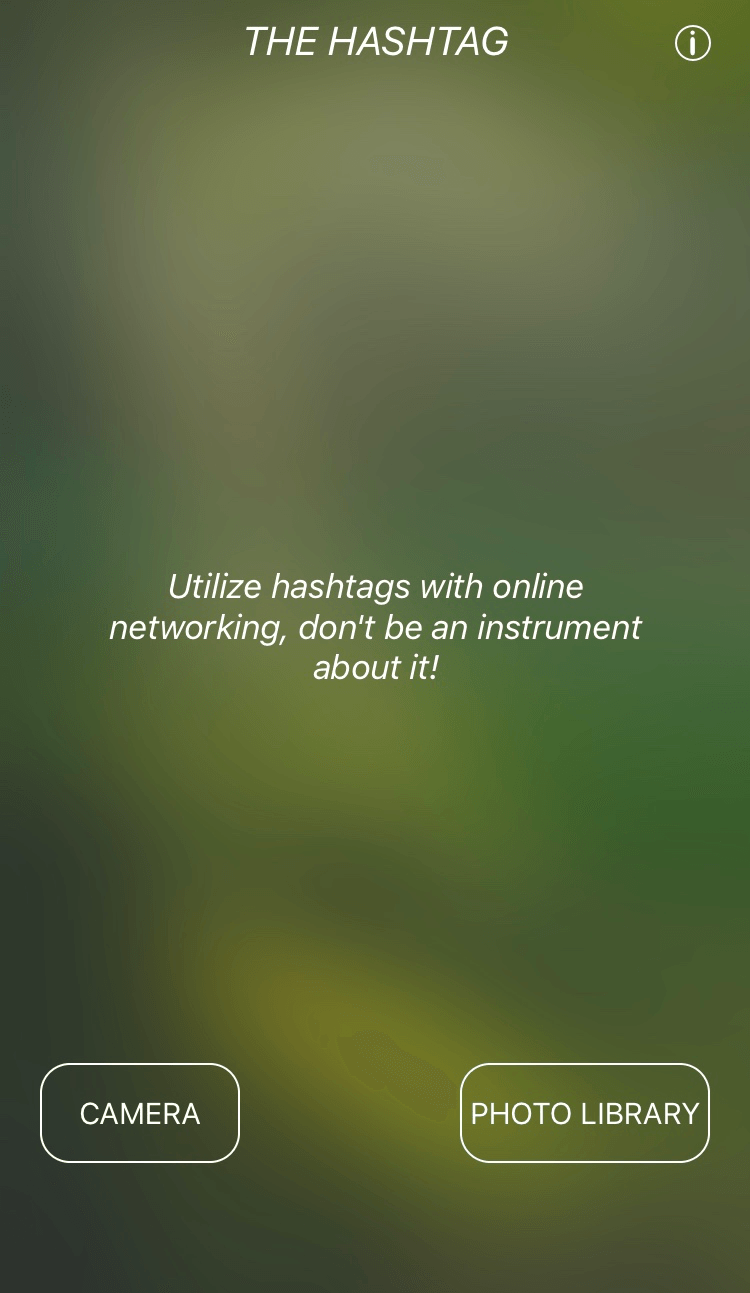 THE HASHTAG
Utilize hashtags with online
networking, don't be an instrument
about it!
CAMERA
PHOTO LIBRARY